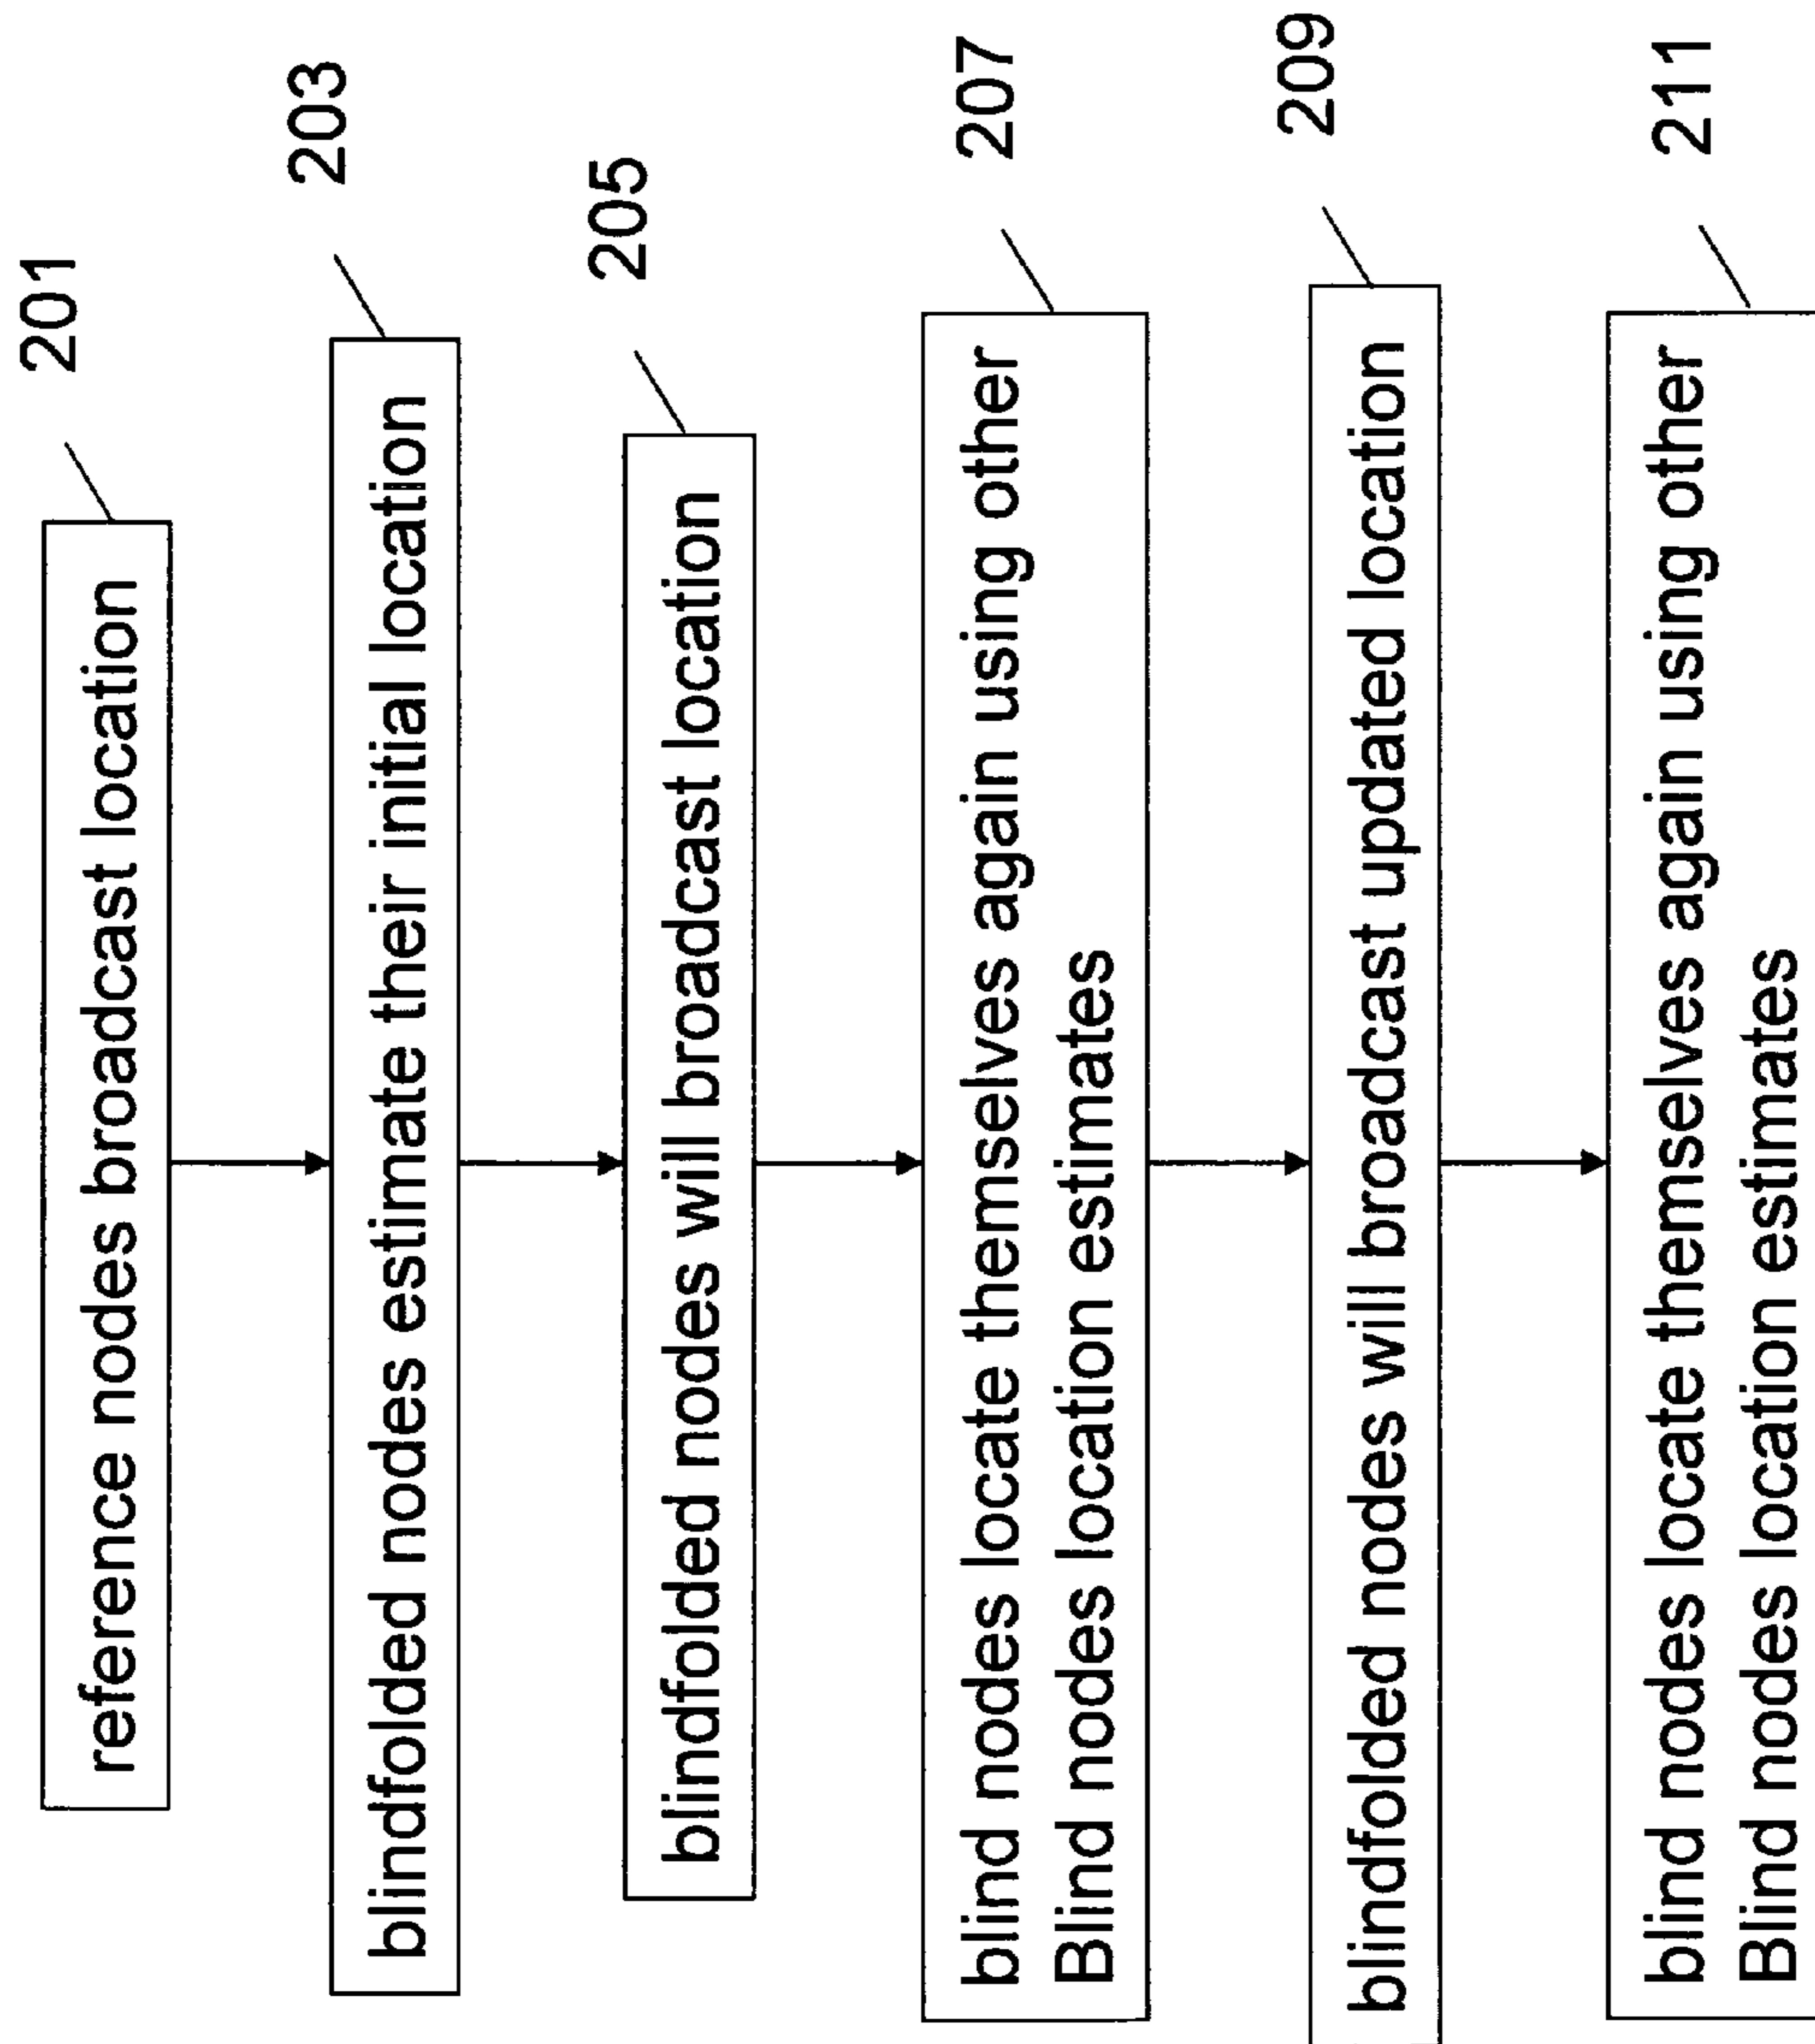 201
reference nodes broadcast location
203
blindfolded nodes estimate their initial location
205
blindfolded nodes will broadcast location
207
blind nodes locate themselves again using other
Blind nodes location estimates
209
blindfolded nodes will broadcast updated location
211
blind nodes locate themselves again using other
Blind nodes location estimates